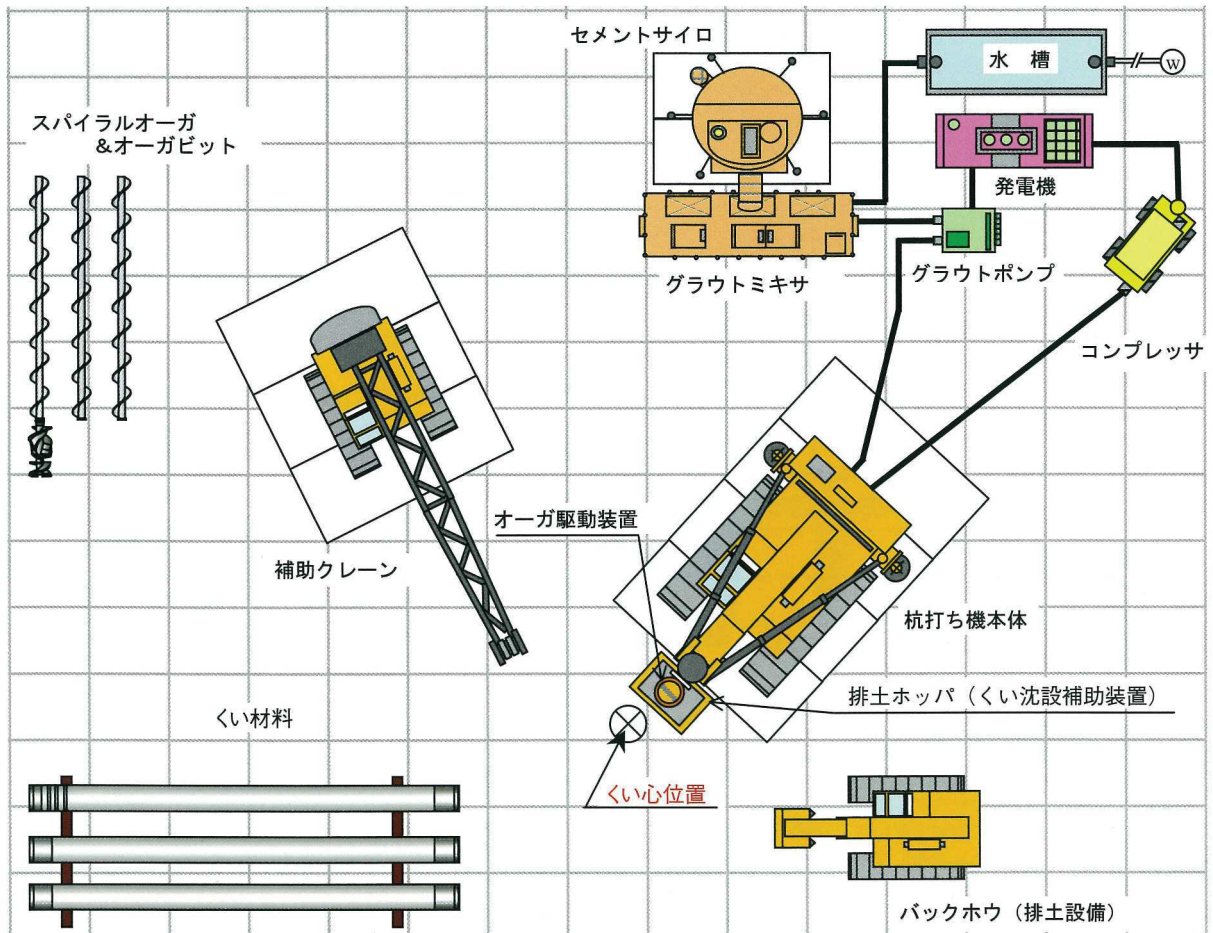 セメントサイロ
水 槽
W
スパイラルオーガ
&オーガビット
発電機
グラウトミキサ
グラウトポンプ
コンプレッサ
オーガ駆動装置
補助クレーン
杭打ち機本体
排土ホッパ(くい沈設補助装置)
くい材料
くい心位置
バックホウ(排土設備)